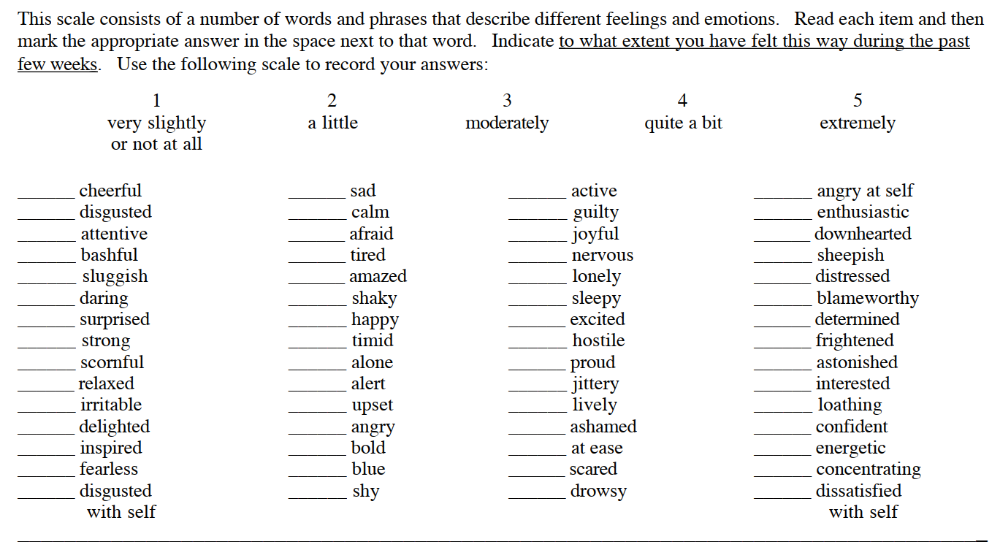 This scale consists of a number of words and phrases that describe different feelings and emotions. Read each item and then
mark the appropriate answer in the space next to that word. Indicate to what extent you have felt this way during the past
few weeks. Use the following scale to record your answers:
1 2 3 4 5
very slightly a little moderately quite a bit extremely
or not at all
______ cheerful ______ sad ______ active ______ angry at self
______ disgusted ______ calm ______ guilty ______ enthusiastic
______ attentive ______ afraid ______ joyful ______ downhearted
______ bashful ______ tired ______ nervous ______ sheepish
______ sluggish ______ amazed ______ lonely ______ distressed
______ daring ______ shaky ______ sleepy ______ blameworthy
______ surprised ______ happy ______ excited ______ determined
______ strong ______ timid ______ hostile ______ frightened
______ scornful ______ alone ______ proud ______ astonished
______ relaxed ______ alert ______ jittery ______ interested
______ irritable ______ upset ______ lively ______ loathing
______ delighted ______ angry ______ ashamed ______ confident
______ inspired ______ bold ______ at ease ______ energetic
______ fearless ______ blue ______ scared ______ concentrating
______ disgusted ______ shy ______ drowsy ______ dissatisfied
with self with self